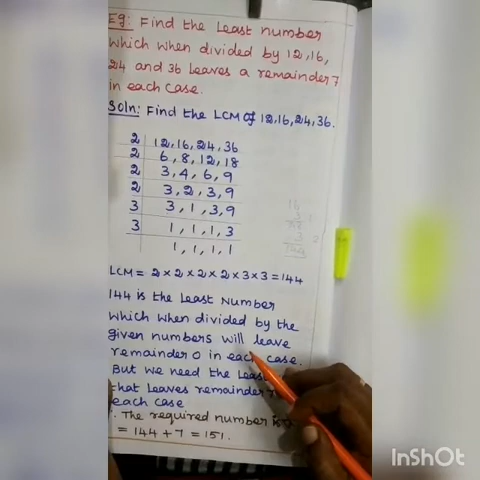 Eg: Find the Least number
which when divided by 12,16,
24 and 36 leaves a remainder 7
in each case.
Soln: Find the LCM of 12,16,24,36.
2 | 12,16,24,36
2 | 6,8,12,18
2 | 3,4,6,9
2 | 3,2,3,9
3 | 3,1,3,9
3 | 1,1,1,3
1,1,1,1
LCM = 2×2×2×2×3×3=144
144 is the Least Number
which when divided by the
given numbers will leave
remainder 0 in each case.
But we need the Least
that leaves remainder 7
each case
. The required number is
= 144 + 7 = 151.
InShOt